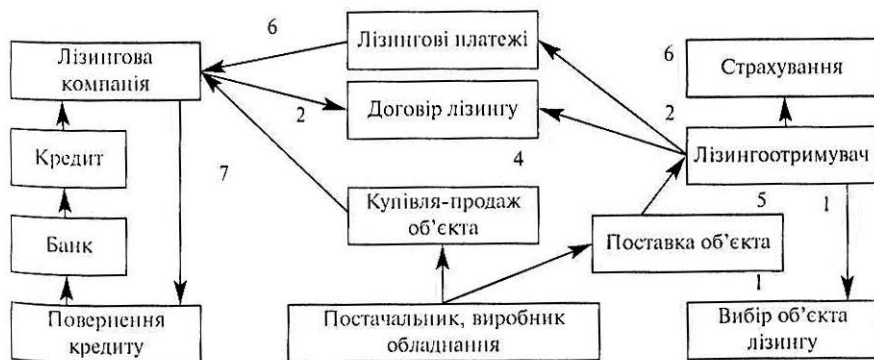 6
Лізингові платежі
6
Страхування
Лізингова
компанія
2
Договір лізингу
2
Лізингоотримувач
Кредит
7
4
Купівля-продаж
об’єкта
5
1
Банк
Поставка об’єкта
1
Повернення
кредиту
Постачальник, виробник
обладнання
Вибір об’єкта
лізингу